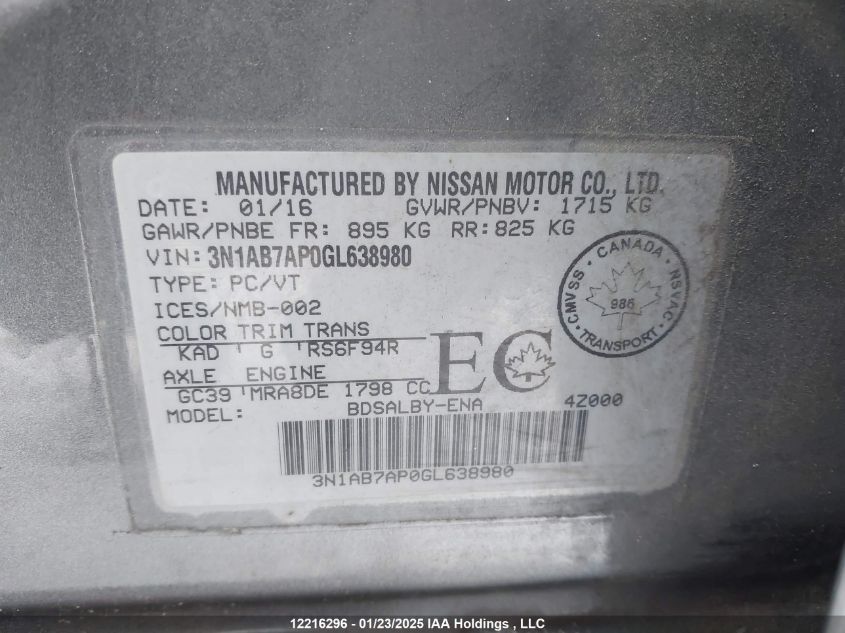 MANUFACTURED BY NISSAN MOTOR CO., LTD.
DATE: 01/16 GVWR/PNBV: 1715 KG
GAWR/PNBE FR: 895 KG RR:825 KG
VIN: 3N1AB7AP0GL638980
TYPE: PC/VT
ICES/NMB-002
COLOR TRIM TRANS
KAD G RS6F94R
AXLE ENGINE
GC39 MRA8DE 1798 CC
EC
MODEL: BDSALBY-ENA 4Z000
3N1AB7AP0GL638980
CMVSS • CANADA • NSVAC
986
TRANSPORT
12216296 - 01/23/2025 IAA Holdings , LLC